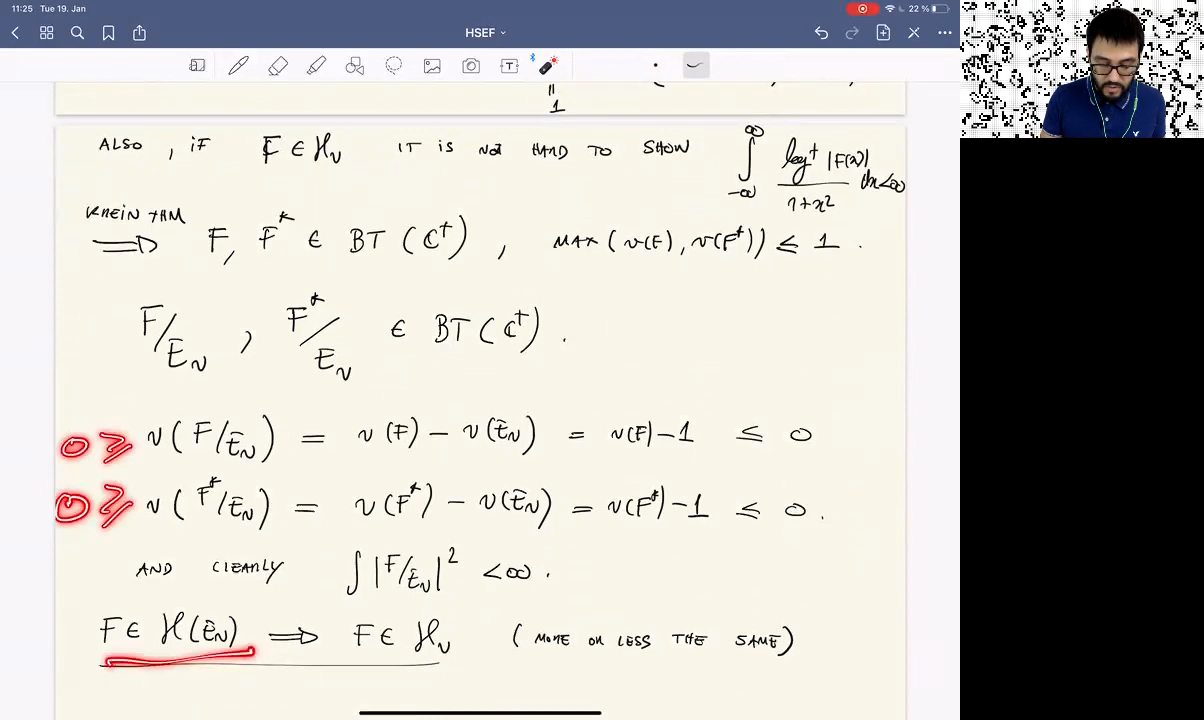 11:25 Tue 19. Jan
22 %
HSEF
T
11
1
ALSO, IF F ∈ ℋ_ν IT IS NOT HARD TO SHOW ∫_{-∞}^{∞} log⁺ |F(x)| / (1+x²) dx < ∞
KREIN THM
⟹ F, F* ∈ BT(ℂ⁺), MAX(ν(F), ν(F*)) ≤ 1.
F/E_ν, F*/E_ν ∈ BT(ℂ⁺).
0 ≥ ν(F/E_ν) = ν(F) − ν(E_ν) = ν(F) − 1 ≤ 0
0 ≥ ν(F*/E_ν) = ν(F*) − ν(E_ν) = ν(F*) − 1 ≤ 0.
AND CLEARLY ∫ |F/E_ν|² < ∞.
F ∈ ℋ(E_ν) ⟹ F ∈ ℋ_ν (MORE OR LESS THE SAME)